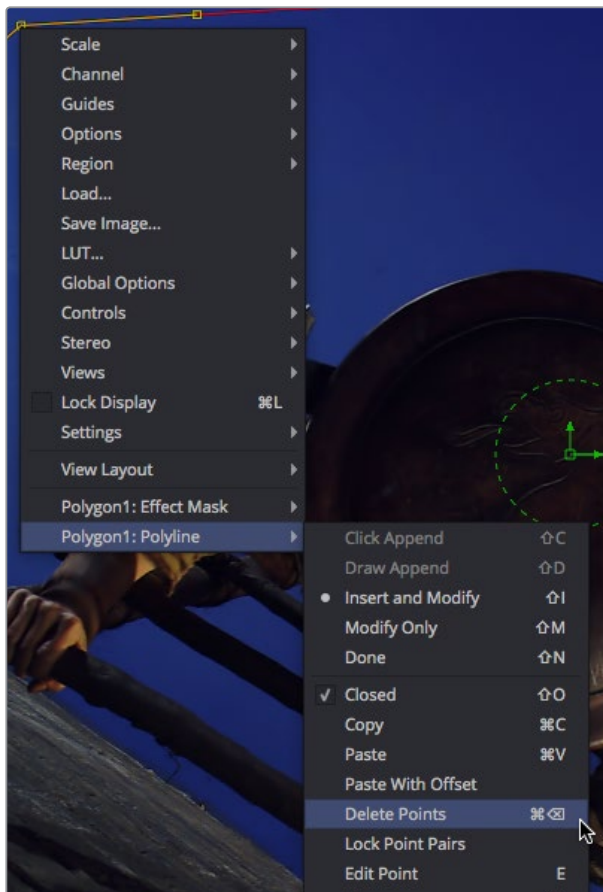 Scale
Channel
Guides
Options
Region
Load...
Save Image...
LUT...
Global Options
Controls
Stereo
Views
Lock Display ⌘L
Settings
View Layout
Polygon1: Effect Mask
Polygon1: Polyline
Click Append ⇧C
Draw Append ⇧D
Insert and Modify ⇧I
Modify Only ⇧M
Done ⇧N
Closed ⇧O
Copy ⌘C
Paste ⌘V
Paste With Offset
Delete Points ⌘⌫
Lock Point Pairs
Edit Point E